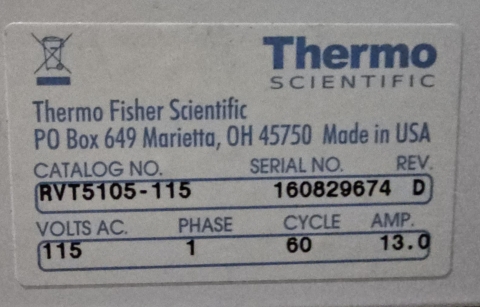 Thermo
SCIENTIFIC
Thermo Fisher Scientific
PO Box 649 Marietta, OH 45750 Made in USA
CATALOG NO. SERIAL NO. REV.
RVT5105-115 160829674 D
VOLTS AC. PHASE CYCLE AMP.
115 1 60 13.0